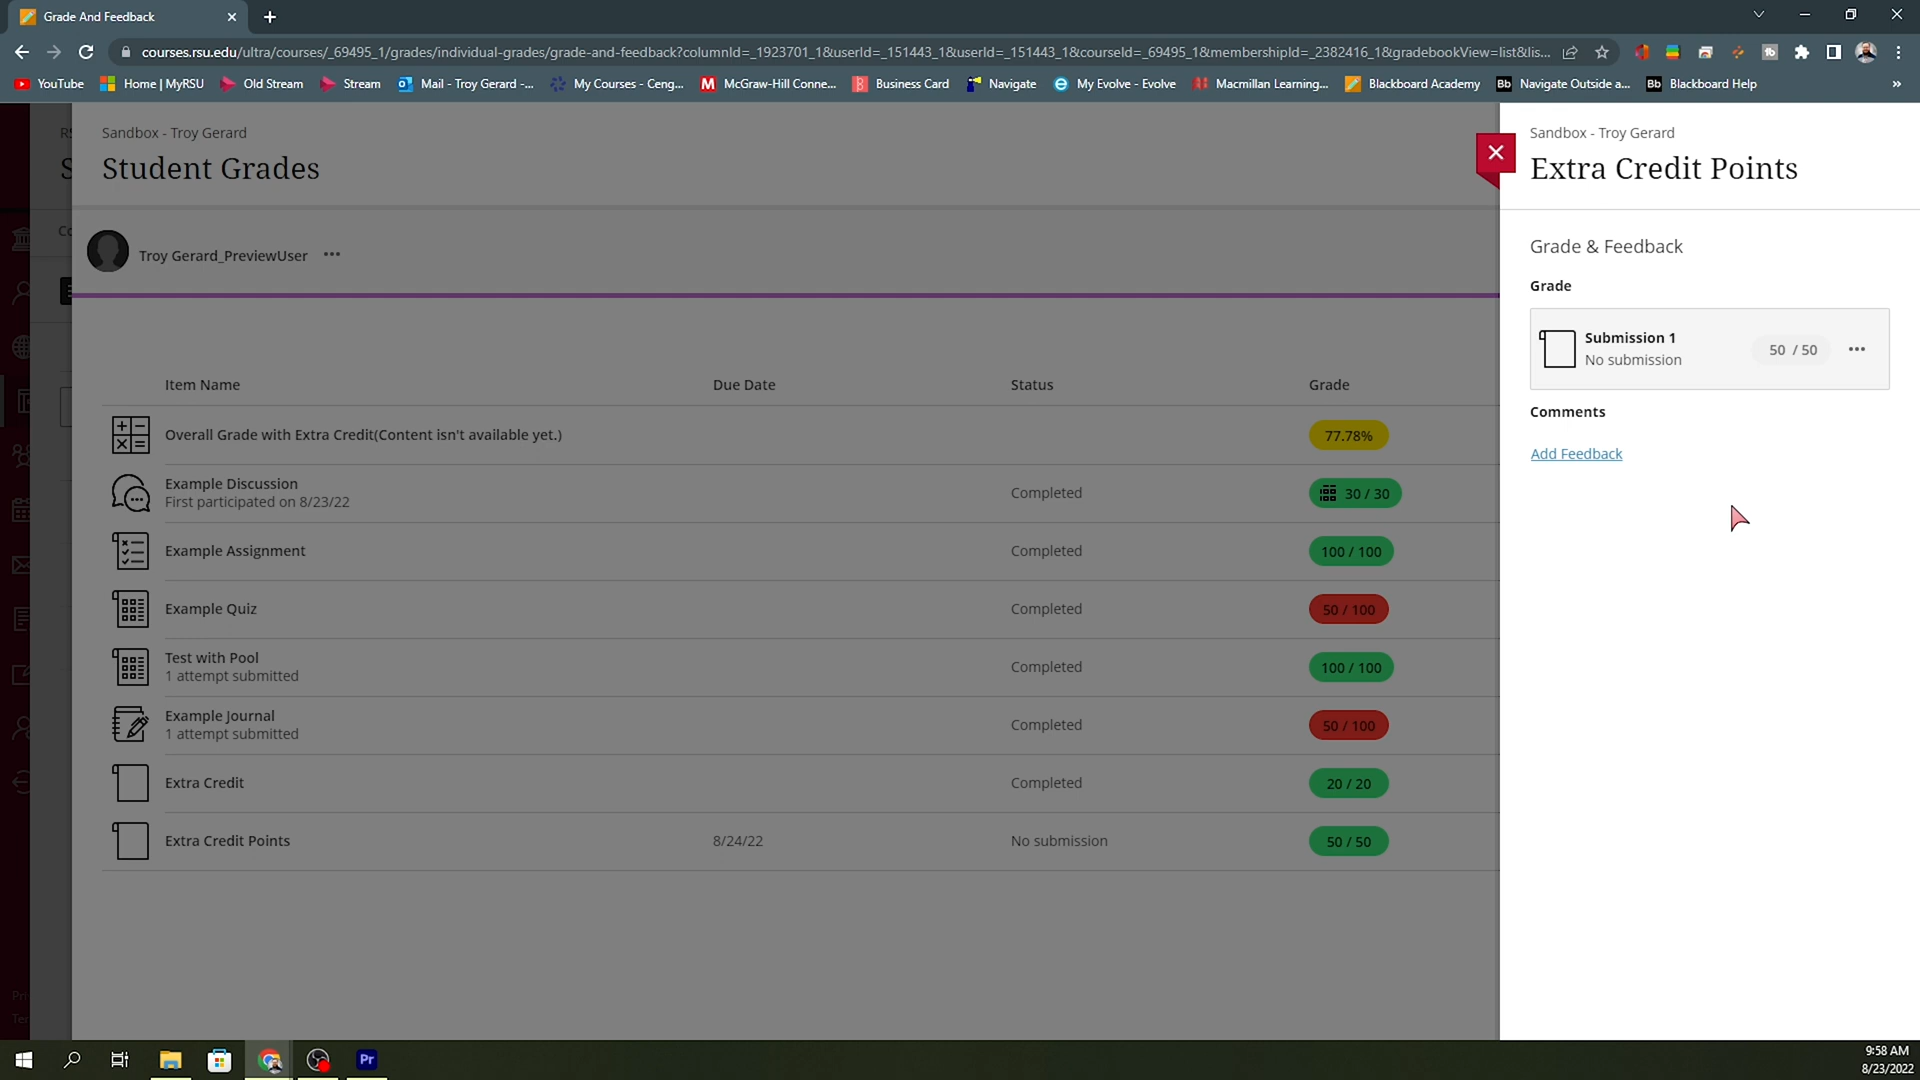 Grade And Feedback
courses.rsu.edu/ultra/courses/_69495_1/grades/individual-grades/grade-and-feedback?columnId=_1923701_1&userId=_151443_1&userId=_151443_1&courseId=_69495_1&membershipId=_2382416_1&gradebookView=list&lis...
YouTube Home | MyRSU Old Stream Stream Mail - Troy Gerard -... My Courses - Ceng... McGraw-Hill Conne... Business Card Navigate My Evolve - Evolve Macmillan Learning... Blackboard Academy Navigate Outside a... Blackboard Help »
Sandbox - Troy Gerard
Student Grades
Troy Gerard_PreviewUser
Item Name Due Date Status Grade
Overall Grade with Extra Credit(Content isn't available yet.) 77.78%
Example Discussion Completed 30 / 30
First participated on 8/23/22
Example Assignment Completed 100 / 100
Example Quiz Completed 50 / 100
Test with Pool Completed 100 / 100
1 attempt submitted
Example Journal Completed 50 / 100
1 attempt submitted
Extra Credit Completed 20 / 20
Extra Credit Points 8/24/22 No submission 50 / 50
Sandbox - Troy Gerard
Extra Credit Points
Grade & Feedback
Grade
Submission 1 50 / 50
No submission
Comments
Add Feedback
Pri
Ter
Pr
9:58 AM
8/23/2022